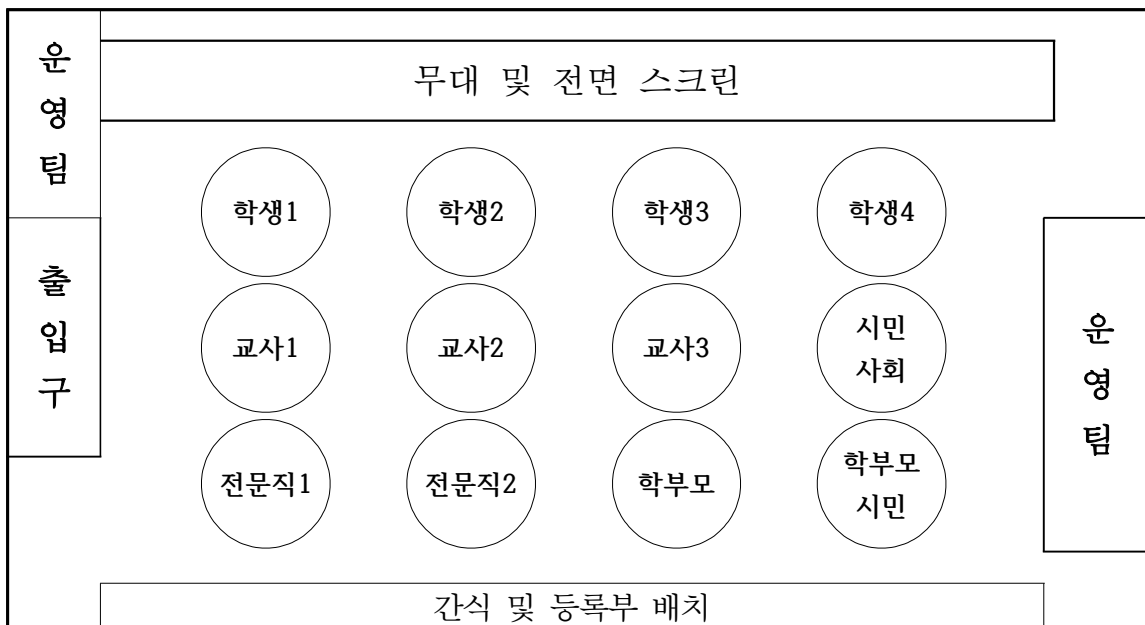 운
영
팀
무대 및 전면 스크린
학생1
학생2
학생3
학생4
출
입
구
교사1
교사2
교사3
시민
사회
운
영
팀
전문직1
전문직2
학부모
학부모
시민
간식 및 등록부 배치